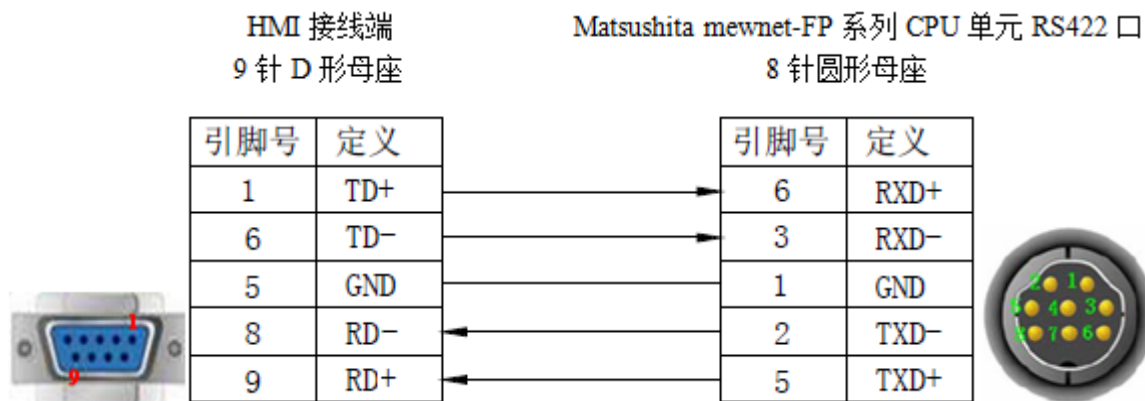 HMI 接线端 Matsushita mewnet-FP 系列 CPU 单元 RS422 口
9 针 D 形母座 8 针圆形母座
引脚号 定义 引脚号 定义
1 TD+ 6 RXD+
6 TD- 3 RXD-
5 GND 1 GND
8 RD- 2 TXD-
9 RD+ 5 TXD+
1
9
2 1
5 4 3
8 7 6